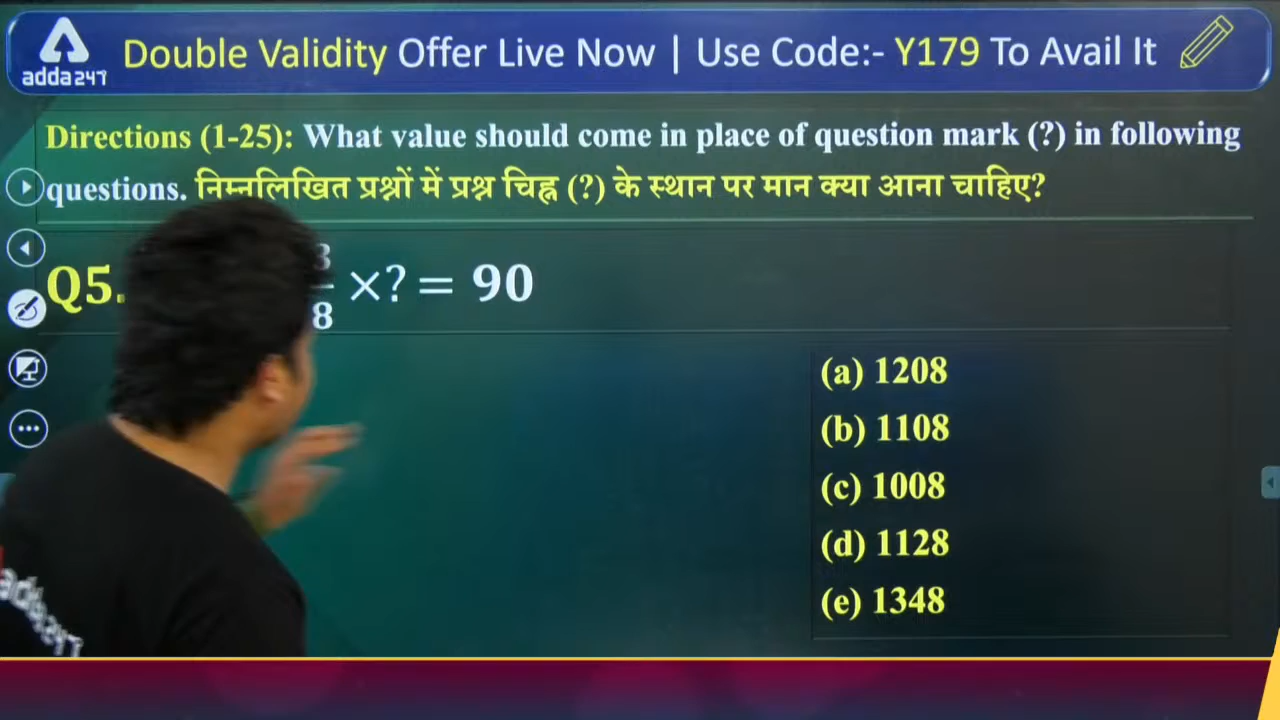 adda247
Double Validity Offer Live Now | Use Code:- Y179 To Avail It
Directions (1-25): What value should come in place of question mark (?) in following
questions. निम्नलिखित प्रश्नों में प्रश्न चिह्न (?) के स्थान पर मान क्या आना चाहिए?
Q5.
8 ×? = 90
(a) 1208
(b) 1108
(c) 1008
(d) 1128
(e) 1348
adda247